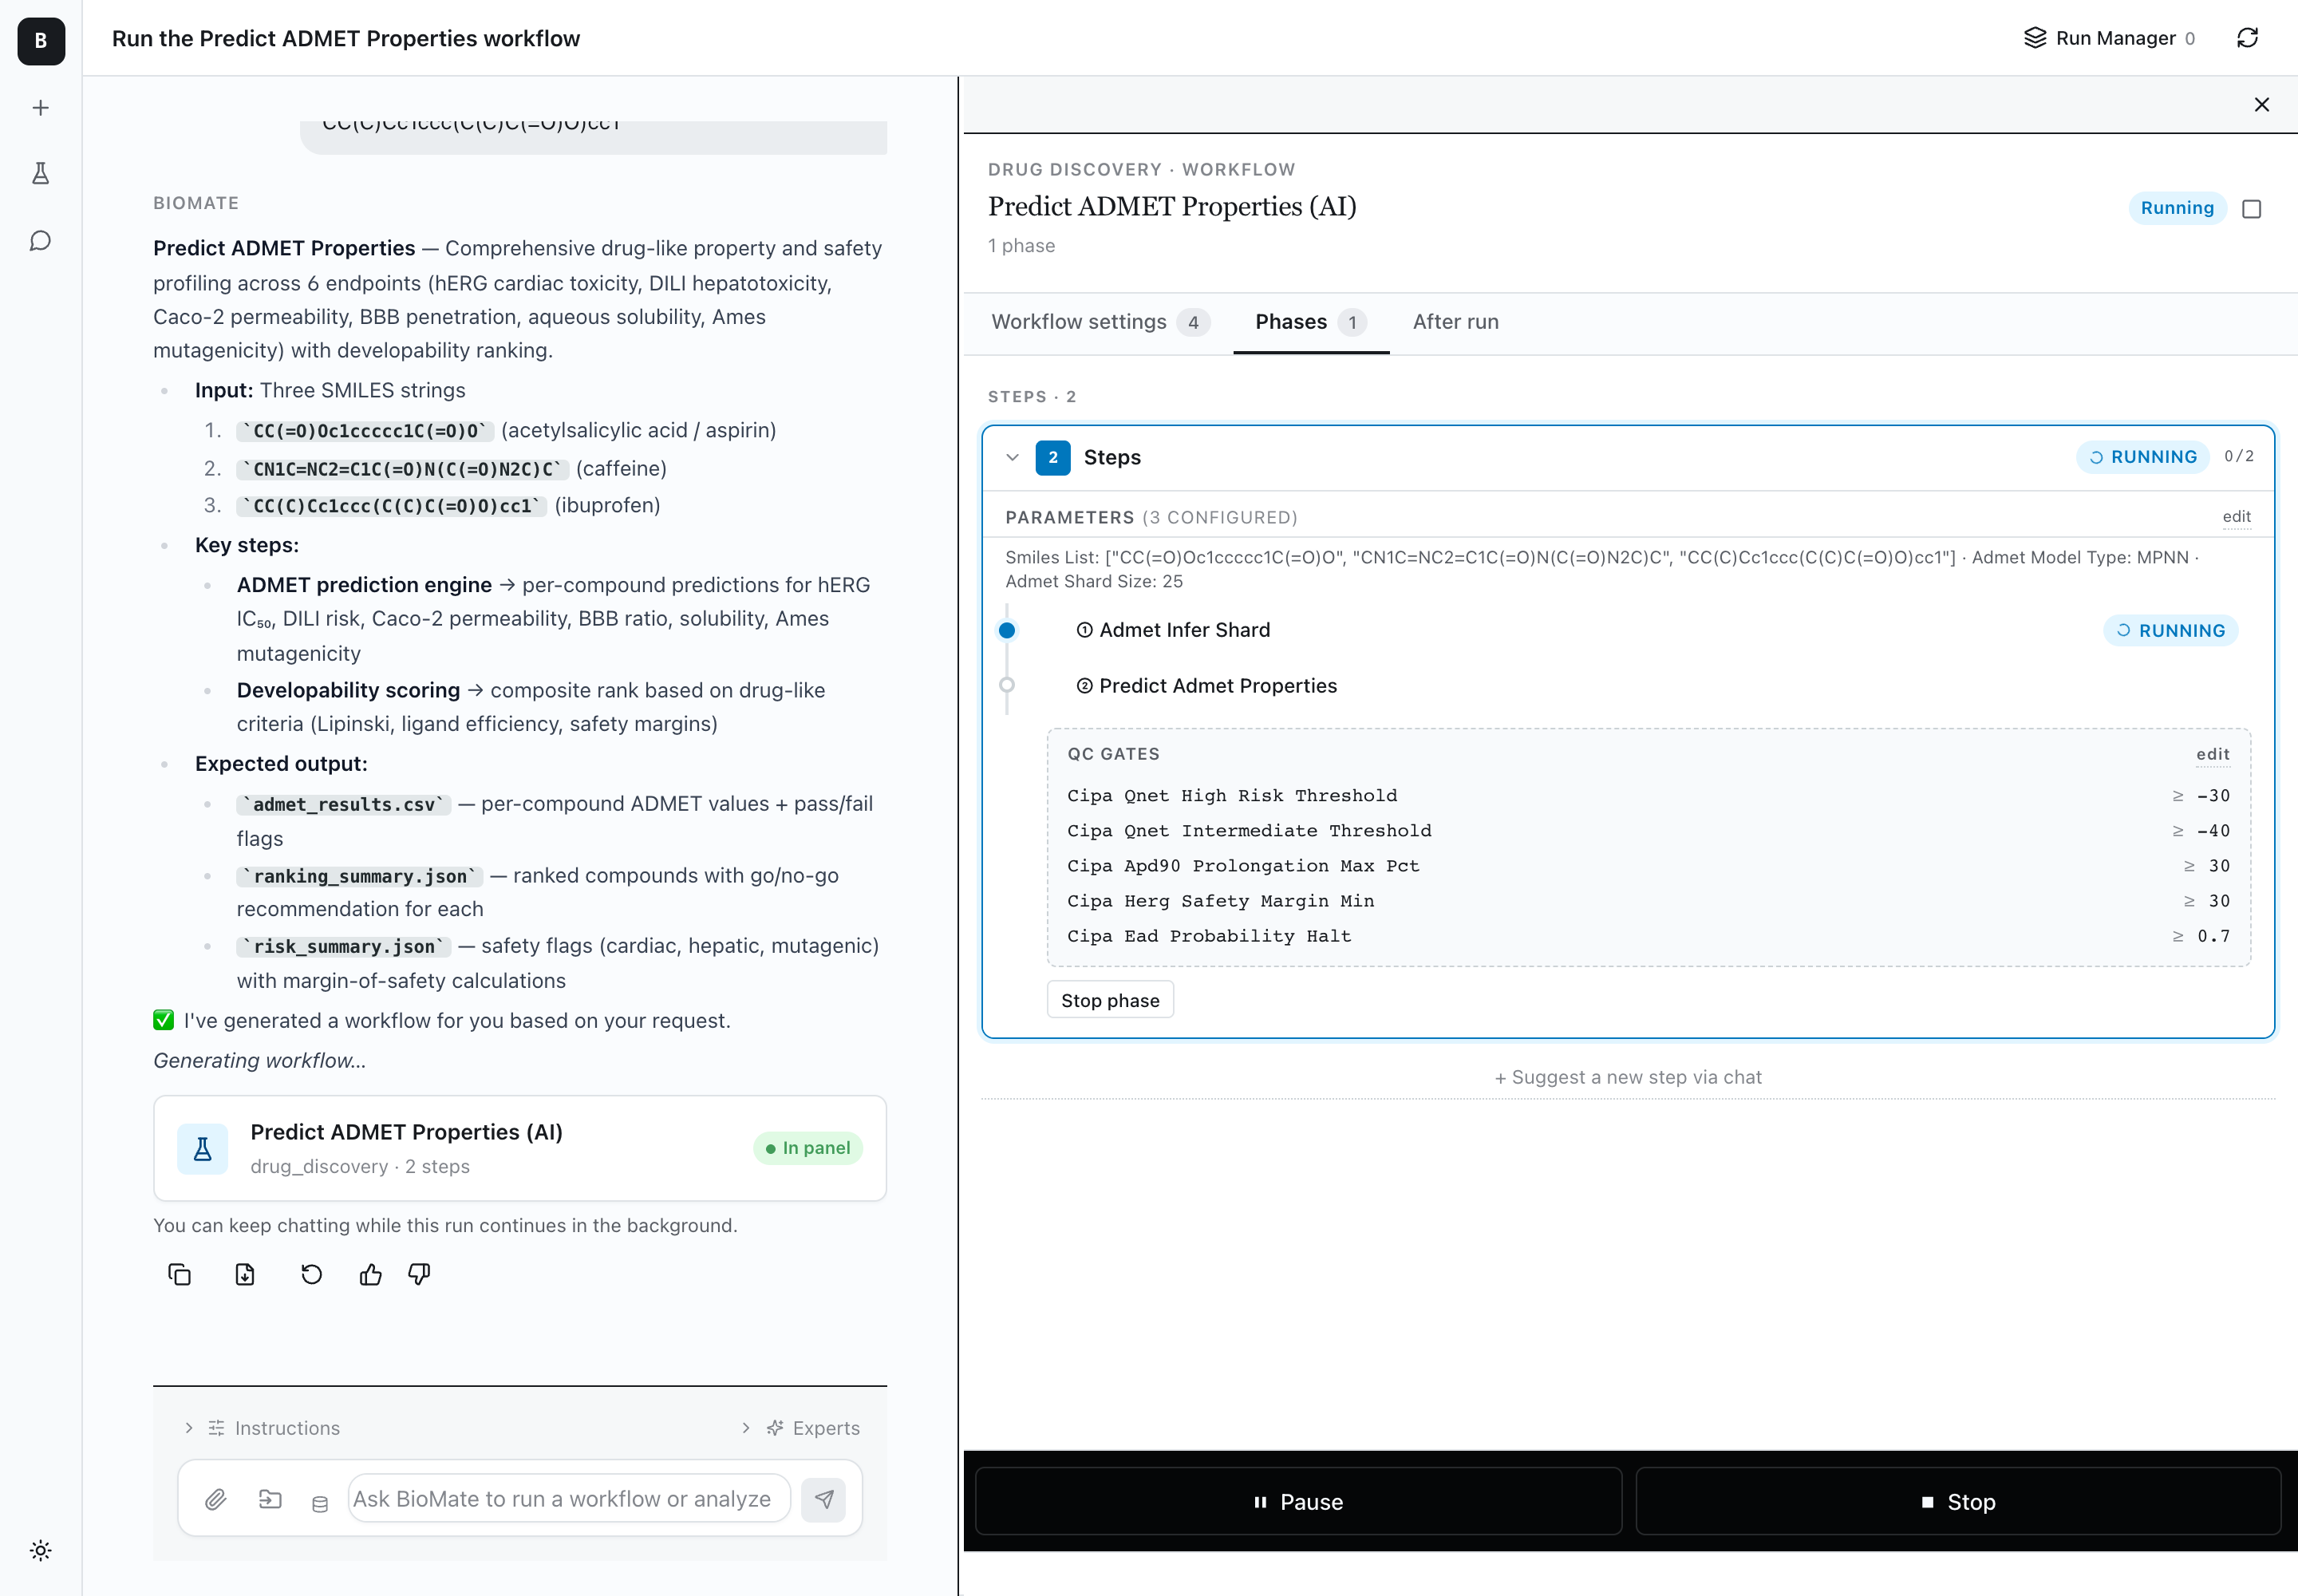 B
Run the Predict ADMET Properties workflow
Run Manager 0
CC(C)Cc1ccc(C(C)C(=O)O)cc1
BIOMATE
Predict ADMET Properties — Comprehensive drug-like property and safety
profiling across 6 endpoints (hERG cardiac toxicity, DILI hepatotoxicity,
Caco-2 permeability, BBB penetration, aqueous solubility, Ames
mutagenicity) with developability ranking.
• Input: Three SMILES strings
1. `CC(=O)Oc1ccccc1C(=O)O` (acetylsalicylic acid / aspirin)
2. `CN1C=NC2=C1C(=O)N(C(=O)N2C)C` (caffeine)
3. `CC(C)Cc1ccc(C(C)C(=O)O)cc1` (ibuprofen)
• Key steps:
• ADMET prediction engine → per-compound predictions for hERG
IC₅₀, DILI risk, Caco-2 permeability, BBB ratio, solubility, Ames
mutagenicity
• Developability scoring → composite rank based on drug-like
criteria (Lipinski, ligand efficiency, safety margins)
• Expected output:
• `admet_results.csv` — per-compound ADMET values + pass/fail
flags
• `ranking_summary.json` — ranked compounds with go/no-go
recommendation for each
• `risk_summary.json` — safety flags (cardiac, hepatic, mutagenic)
with margin-of-safety calculations
✅ I've generated a workflow for you based on your request.
Generating workflow...
Predict ADMET Properties (AI)
drug_discovery · 2 steps
In panel
You can keep chatting while this run continues in the background.
Instructions
Experts
Ask BioMate to run a workflow or analyze
DRUG DISCOVERY · WORKFLOW
Predict ADMET Properties (AI)
Running
1 phase
Workflow settings 4
Phases 1
After run
STEPS · 2
2 Steps
RUNNING 0/2
PARAMETERS (3 CONFIGURED)
edit
Smiles List: ["CC(=O)Oc1ccccc1C(=O)O", "CN1C=NC2=C1C(=O)N(C(=O)N2C)C", "CC(C)Cc1ccc(C(C)C(=O)O)cc1"] · Admet Model Type: MPNN ·
Admet Shard Size: 25
① Admet Infer Shard
RUNNING
② Predict Admet Properties
QC GATES
edit
Cipa Qnet High Risk Threshold ≥ -30
Cipa Qnet Intermediate Threshold ≥ -40
Cipa Apd90 Prolongation Max Pct ≥ 30
Cipa Herg Safety Margin Min ≥ 30
Cipa Ead Probability Halt ≥ 0.7
Stop phase
+ Suggest a new step via chat
Pause
Stop